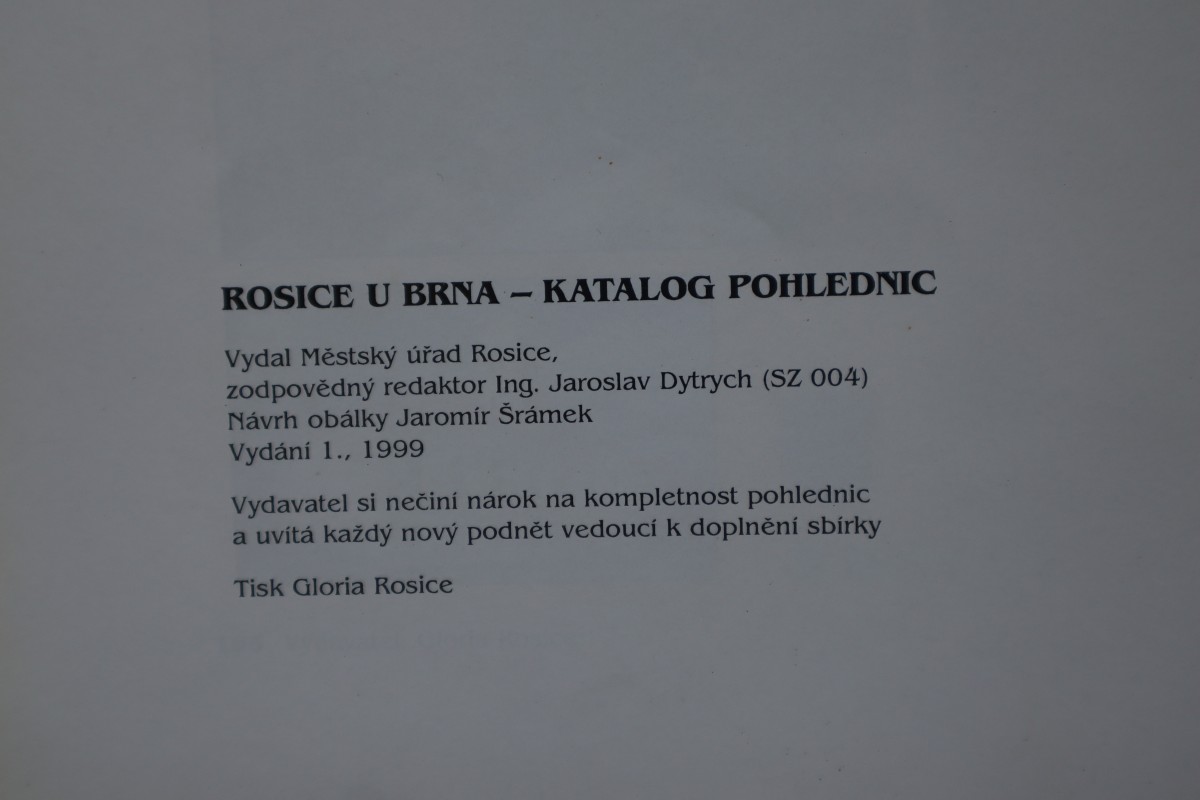 ROSICE U BRNA – KATALOG POHLEDNIC
Vydal Městský úřad Rosice,
zodpovědný redaktor Ing. Jaroslav Dytrych (SZ 004)
Návrh obálky Jaromír Šrámek
Vydání 1., 1999
Vydavatel si nečiní nárok na kompletnost pohlednic
a uvítá každý nový podnět vedoucí k doplnění sbírky
Tisk Gloria Rosice